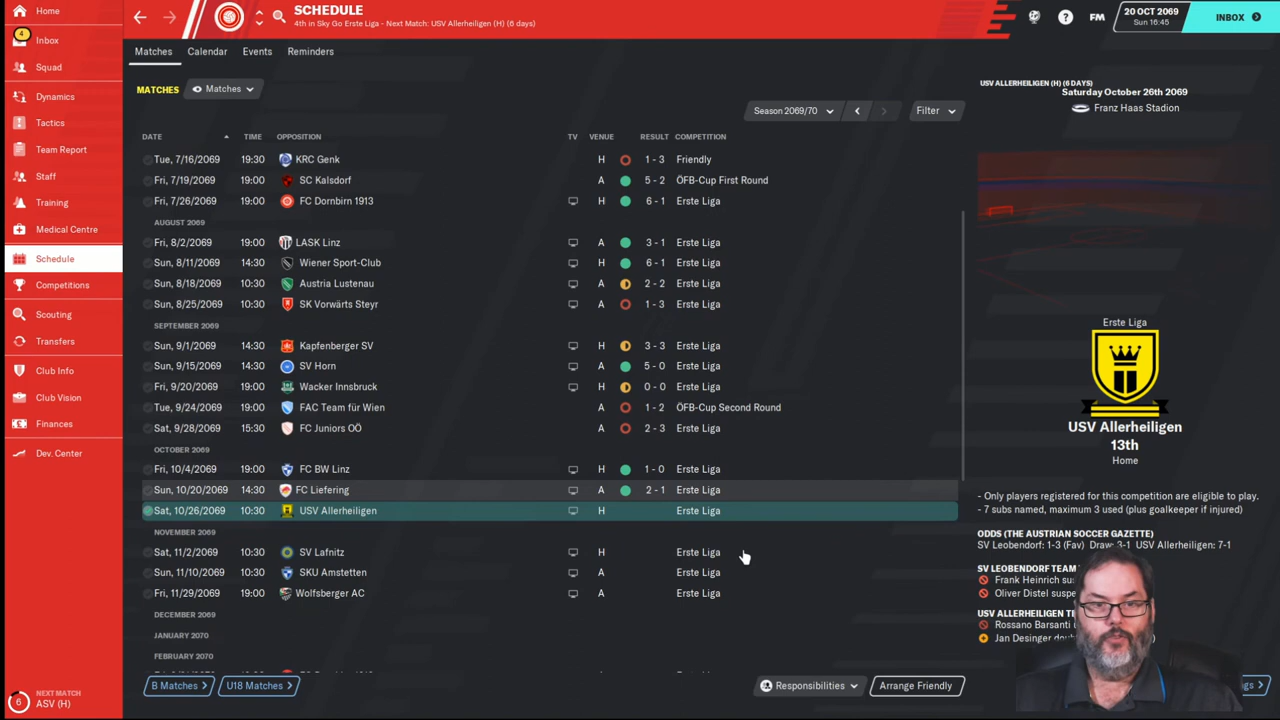 Home
4
Inbox
Squad
Dynamics
Tactics
Team Report
Staff
Training
Medical Centre
Schedule
Competitions
Scouting
Transfers
Club Info
Club Vision
Finances
Dev. Center
6
NEXT MATCH
ASV (H)
SCHEDULE
4th in Sky Go Erste Liga - Next Match: USV Allerheiligen (H) (6 days)
?
FM
20 OCT 2069
Sun 16:45
INBOX
Matches Calendar Events Reminders
MATCHES Matches
Season 2069/70 Filter
DATE TIME OPPOSITION TV VENUE RESULT COMPETITION
Tue, 7/16/2069 19:30 KRC Genk H 1 - 3 Friendly
Fri, 7/19/2069 19:00 SC Kalsdorf A 5 - 2 ÖFB-Cup First Round
Fri, 7/26/2069 19:00 FC Dornbirn 1913 H 6 - 1 Erste Liga
AUGUST 2069
Fri, 8/2/2069 19:00 LASK Linz A 3 - 1 Erste Liga
Sun, 8/11/2069 14:30 Wiener Sport-Club H 6 - 1 Erste Liga
Sun, 8/18/2069 10:30 Austria Lustenau A 2 - 2 Erste Liga
Sun, 8/25/2069 10:30 SK Vorwärts Steyr A 1 - 3 Erste Liga
SEPTEMBER 2069
Sun, 9/1/2069 14:30 Kapfenberger SV H 3 - 3 Erste Liga
Sun, 9/15/2069 14:30 SV Horn A 5 - 0 Erste Liga
Fri, 9/20/2069 19:00 Wacker Innsbruck H 0 - 0 Erste Liga
Tue, 9/24/2069 19:00 FAC Team für Wien A 1 - 2 ÖFB-Cup Second Round
Sat, 9/28/2069 15:30 FC Juniors OÖ A 2 - 3 Erste Liga
OCTOBER 2069
Fri, 10/4/2069 19:00 FC BW Linz H 1 - 0 Erste Liga
Sun, 10/20/2069 14:30 FC Liefering A 2 - 1 Erste Liga
Sat, 10/26/2069 10:30 USV Allerheiligen H Erste Liga
NOVEMBER 2069
Sat, 11/2/2069 10:30 SV Lafnitz H Erste Liga
Sun, 11/10/2069 10:30 SKU Amstetten A Erste Liga
Fri, 11/29/2069 19:00 Wolfsberger AC A Erste Liga
DECEMBER 2069
JANUARY 2070
FEBRUARY 2070
B Matches U18 Matches Responsibilities Arrange Friendly
USV ALLERHEILIGEN (H) (6 DAYS)
Saturday October 26th 2069
Franz Haas Stadion
Erste Liga
USV Allerheiligen
13th
Home
- Only players registered for this competition are eligible to play.
- 7 subs named, maximum 3 used (plus goalkeeper if injured)
ODDS (THE AUSTRIAN SOCCER GAZETTE)
SV Leobendorf: 1-3 (Fav) Draw: 3-1 USV Allerheiligen: 7-1
SV LEOBENDORF TEAM
Frank Heinrich
Oliver Distel
USV ALLERHEILIGEN
Rossano Barsanti
Jan Desinger